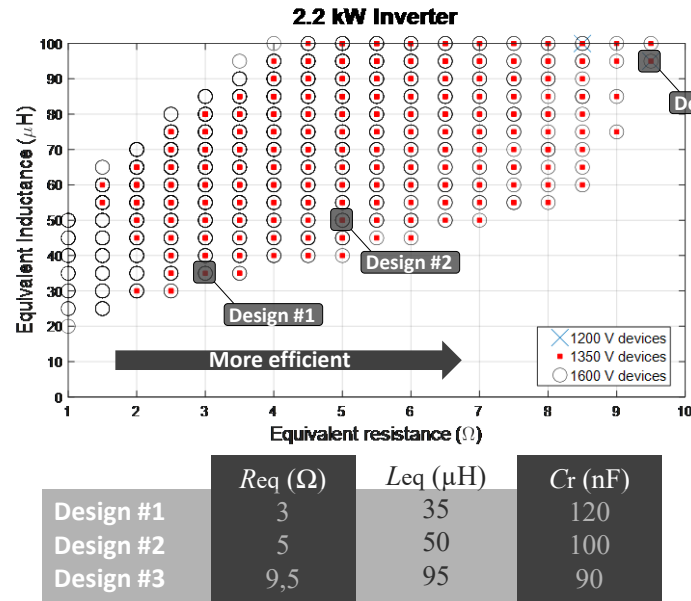 2.2 kW Inverter
Equivalent Inductance (μH)
100
90
80
70
60
50
40
30
20
10
0
De
Design #2
Design #1
More efficient
1200 V devices
1350 V devices
1600 V devices
1 2 3 4 5 6 7 8 9 10
Equivalent resistance (Ω)
Req (Ω) Leq (μH) Cr (nF)
Design #1 3 35 120
Design #2 5 50 100
Design #3 9,5 95 90